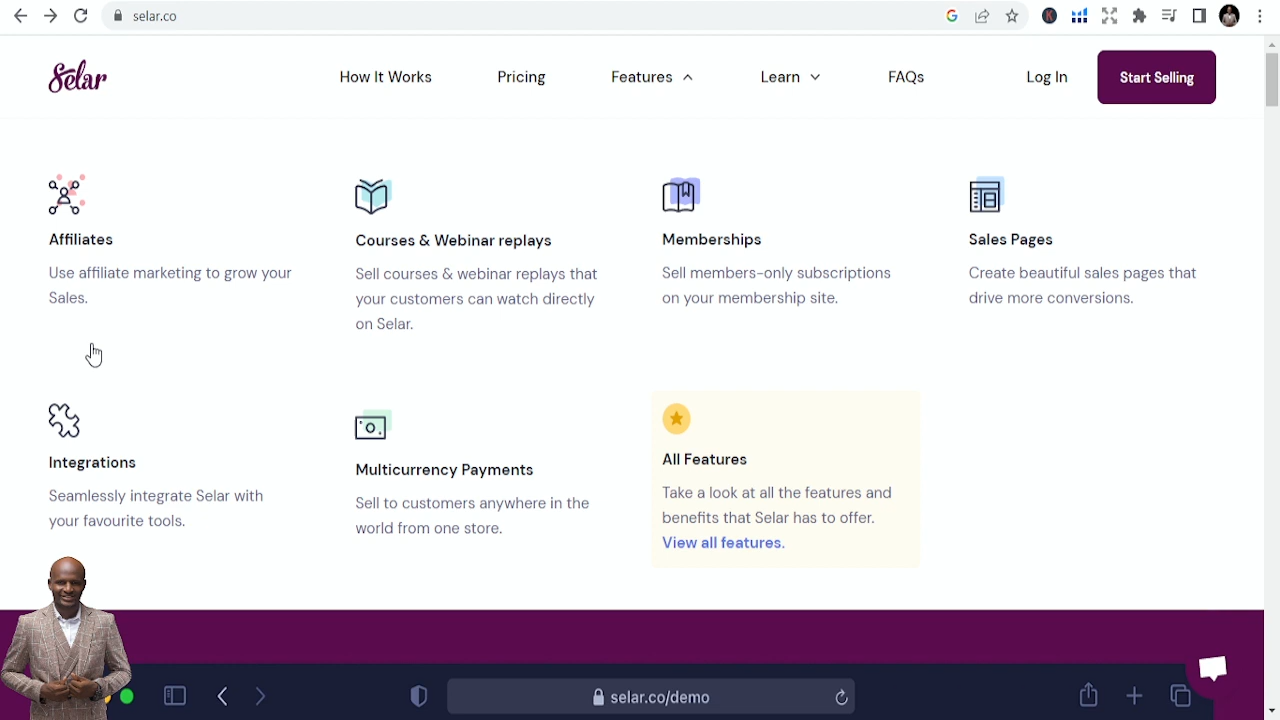 selar.co
Selar
How It Works
Pricing
Features
Learn
FAQs
Log In
Start Selling
Affiliates
Use affiliate marketing to grow your
Sales.
Courses & Webinar replays
Sell courses & webinar replays that
your customers can watch directly
on Selar.
Memberships
Sell members-only subscriptions
on your membership site.
Sales Pages
Create beautiful sales pages that
drive more conversions.
Integrations
Seamlessly integrate Selar with
your favourite tools.
Multicurrency Payments
Sell to customers anywhere in the
world from one store.
All Features
Take a look at all the features and
benefits that Selar has to offer.
View all features.
selar.co/demo